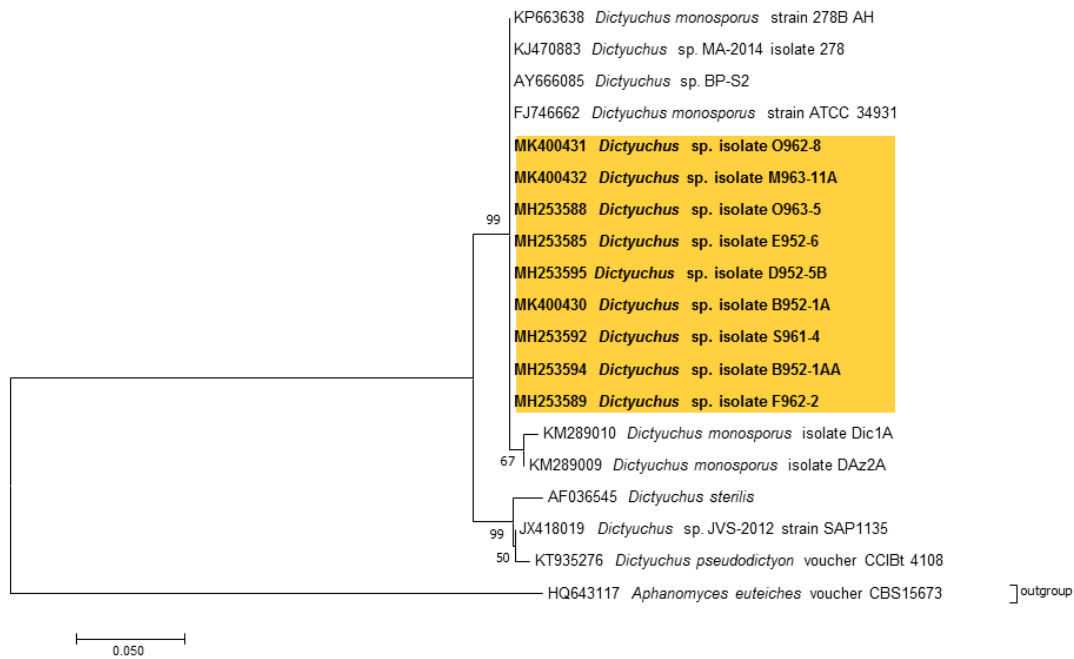 KP663638 Dictyuchus monosporus strain 278B AH
KJ470883 Dictyuchus sp. MA-2014 isolate 278
AY666085 Dictyuchus sp. BP-S2
FJ746662 Dictyuchus monosporus strain ATCC 34931
MK400431 Dictyuchus sp. isolate O962-8
MK400432 Dictyuchus sp. isolate M963-11A
99
MH253588 Dictyuchus sp. isolate O963-5
MH253585 Dictyuchus sp. isolate E952-6
MH253595 Dictyuchus sp. isolate D952-5B
MK400430 Dictyuchus sp. isolate B952-1A
MH253592 Dictyuchus sp. isolate S961-4
MH253594 Dictyuchus sp. isolate B952-1AA
MH253589 Dictyuchus sp. isolate F962-2
KM289010 Dictyuchus monosporus isolate Dic1A
67
KM289009 Dictyuchus monosporus isolate DAz2A
AF036545 Dictyuchus sterilis
99
JX418019 Dictyuchus sp. JVS-2012 strain SAP1135
50
KT935276 Dictyuchus pseudodictyon voucher CCIBt 4108
HQ643117 Aphanomyces euteiches voucher CBS15673
outgroup
0.050